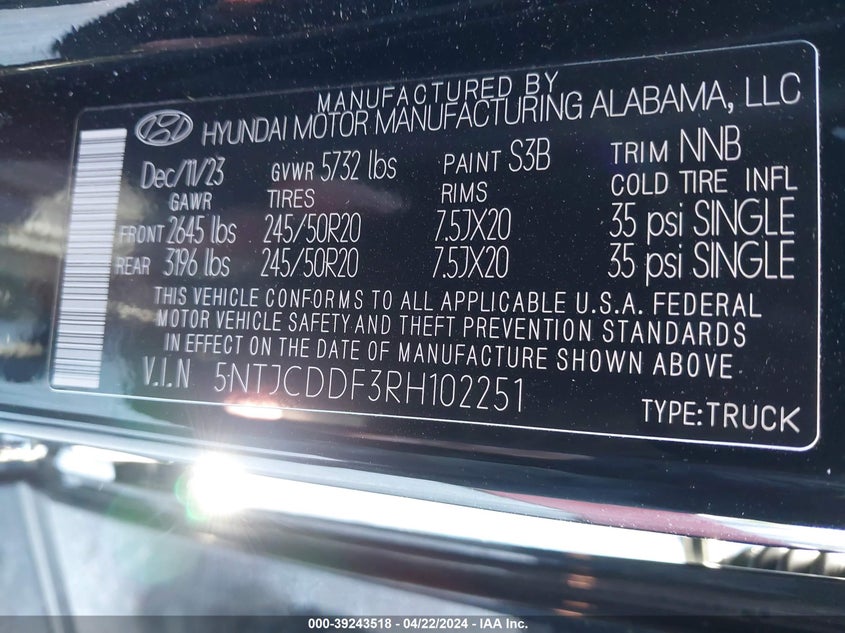 MANUFACTURED BY
HYUNDAI MOTOR MANUFACTURING ALABAMA, LLC
Dec/11/23 GVWR 5732 lbs PAINT S3B TRIM NNB
GAWR TIRES RIMS COLD TIRE INFL
FRONT 2645 lbs 245/50R20 7.5JX20 35 psi SINGLE
REAR 3196 lbs 245/50R20 7.5JX20 35 psi SINGLE
THIS VEHICLE CONFORMS TO ALL APPLICABLE U.S.A. FEDERAL
MOTOR VEHICLE SAFETY AND THEFT PREVENTION STANDARDS
IN EFFECT ON THE DATE OF MANUFACTURE SHOWN ABOVE
V.I.N 5NTJCDDF3RH102251
TYPE:TRUCK
000-39243518 - 04/22/2024 - IAA Inc.